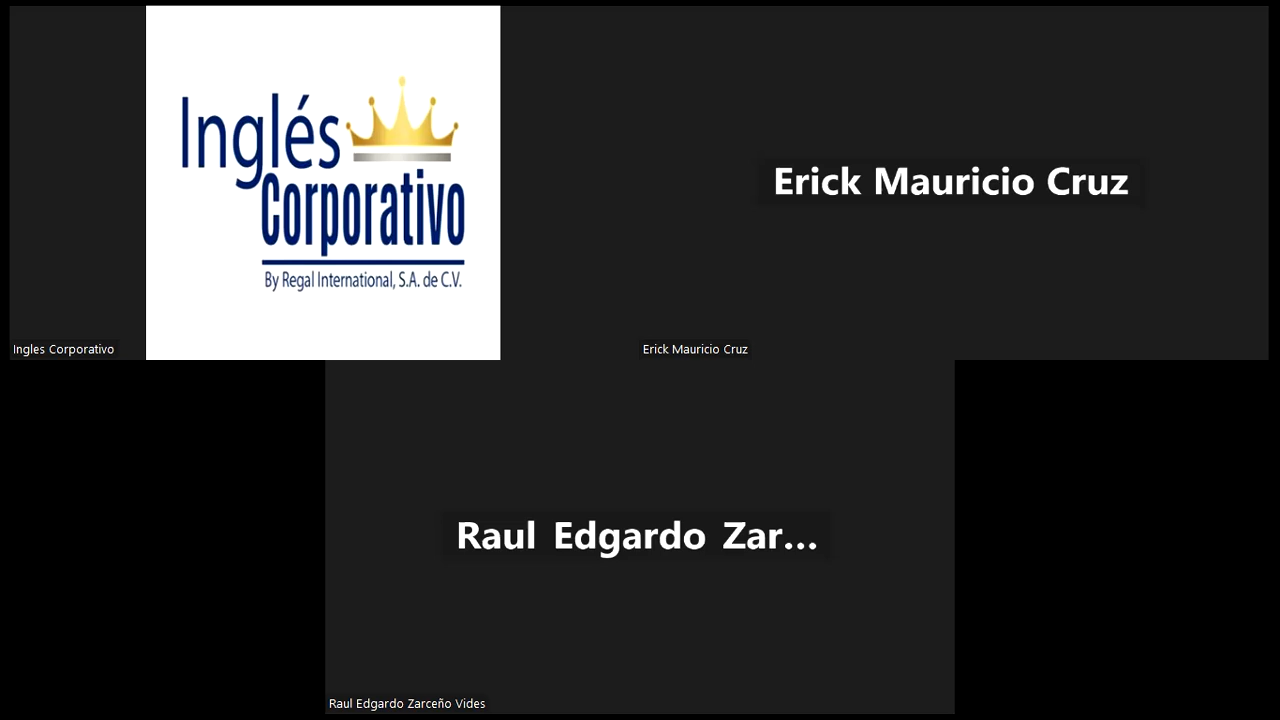 Inglés
Corporativo
By Regal International, S.A. de C.V.
Ingles Corporativo
Erick Mauricio Cruz
Erick Mauricio Cruz
Raul Edgardo Zar...
Raul Edgardo Zarceño Vides